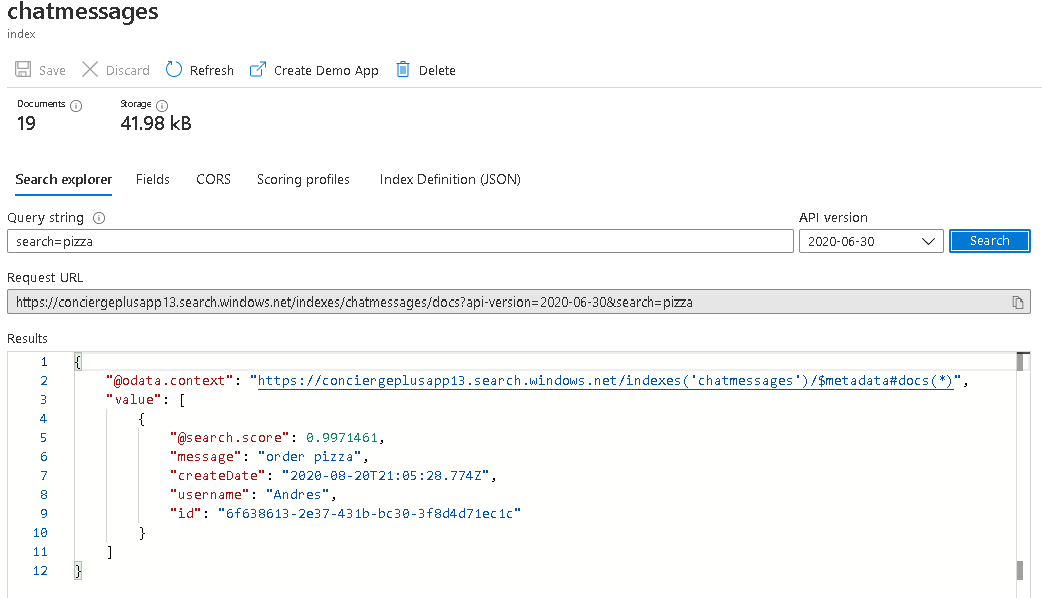 chatmessages
index
Save Discard Refresh Create Demo App Delete
Documents Storage
19 41.98 kB
Search explorer Fields CORS Scoring profiles Index Definition (JSON)
Query string API version
search=pizza 2020-06-30 Search
Request URL
https://conciergeplusapp13.search.windows.net/indexes/chatmessages/docs?api-version=2020-06-30&search=pizza
Results
1 {
2 "@odata.context": "https://conciergeplusapp13.search.windows.net/indexes('chatmessages')/$metadata#docs(*)",
3 "value": [
4 {
5 "@search.score": 0.9971461,
6 "message": "order pizza",
7 "createDate": "2020-08-20T21:05:28.774Z",
8 "username": "Andres",
9 "id": "6f638613-2e37-431b-bc30-3f8d4d71ec1c"
10 }
11 ]
12 }